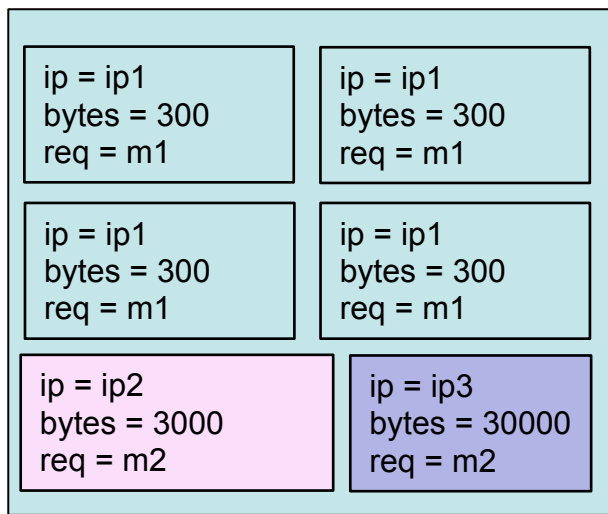 ip = ip1
bytes = 300
req = m1
ip = ip1
bytes = 300
req = m1
ip = ip1
bytes = 300
req = m1
ip = ip1
bytes = 300
req = m1
ip = ip2
bytes = 3000
req = m2
ip = ip3
bytes = 30000
req = m2